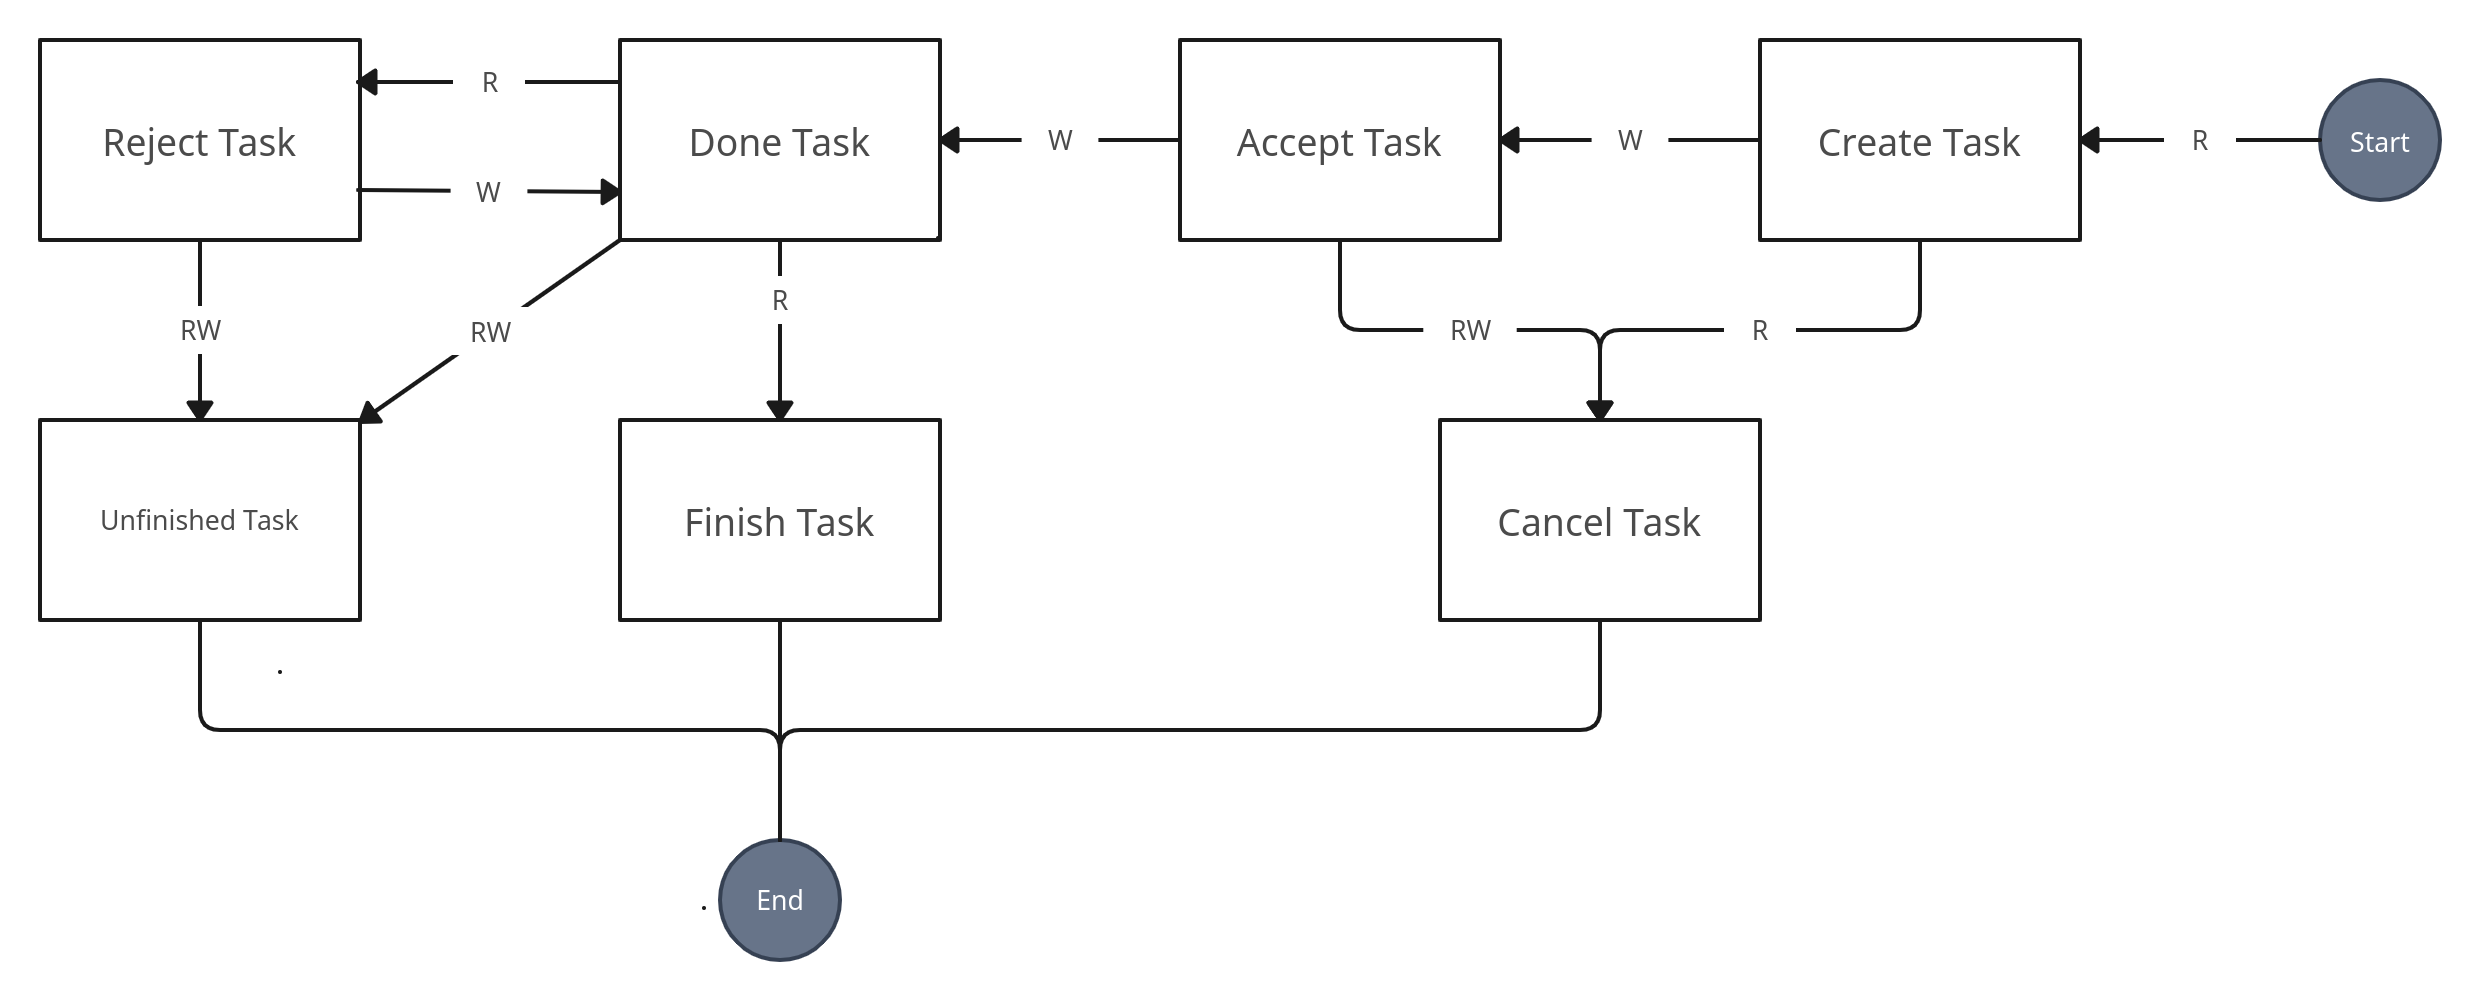 R
Reject Task
Done Task
W
Accept Task
W
Create Task
R
Start
W
R
RW
RW
RW
R
Unfinished Task
Finish Task
Cancel Task
End